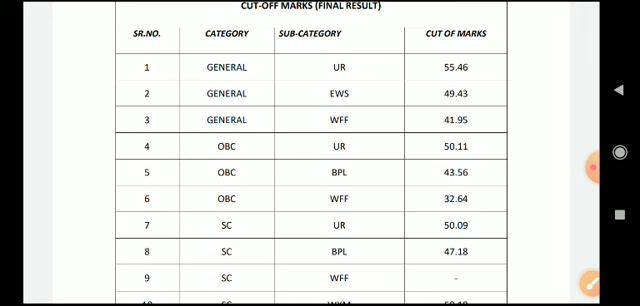 CUT-OFF MARKS (FINAL RESULT)
SR.NO. CATEGORY SUB-CATEGORY CUT OF MARKS
1 GENERAL UR 55.46
2 GENERAL EWS 49.43
3 GENERAL WFF 41.95
4 OBC UR 50.11
5 OBC BPL 43.56
6 OBC WFF 32.64
7 SC UR 50.09
8 SC BPL 47.18
9 SC WFF -
10 SC